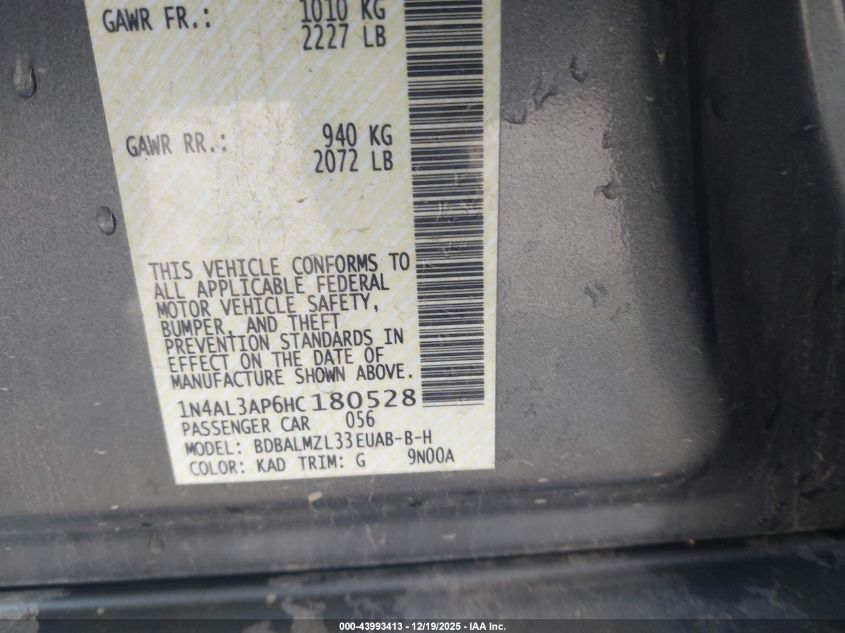 GAWR FR.: 1010 KG
2227 LB
GAWR RR.: 940 KG
2072 LB
THIS VEHICLE CONFORMS TO
ALL APPLICABLE FEDERAL
MOTOR VEHICLE SAFETY,
BUMPER, AND THEFT
PREVENTION STANDARDS IN
EFFECT ON THE DATE OF
MANUFACTURE SHOWN ABOVE.
1N4AL3AP6HC180528
PASSENGER CAR 056
MODEL: BDBALMZL33EUAB-B-H
COLOR: KAD TRIM: G 9N00A
000-43993413 - 12/19/2025 - IAA Inc.